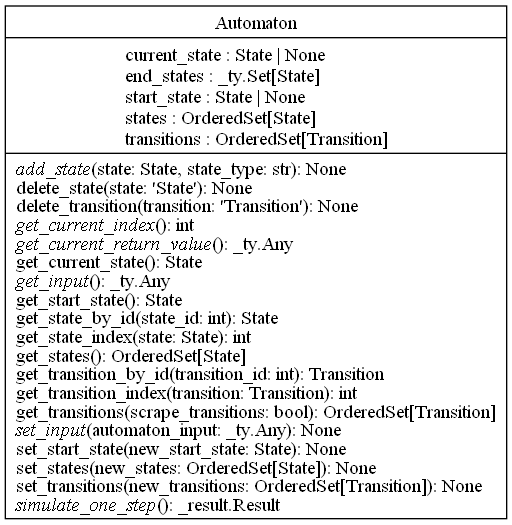 Automaton
current_state : State | None
end_states : _ty.Set[State]
start_state : State | None
states : OrderedSet[State]
transitions : OrderedSet[Transition]
add_state(state: State, state_type: str): None
delete_state(state: 'State'): None
delete_transition(transition: 'Transition'): None
get_current_index(): int
get_current_return_value(): _ty.Any
get_current_state(): State
get_input(): _ty.Any
get_start_state(): State
get_state_by_id(state_id: int): State
get_state_index(state: State): int
get_states(): OrderedSet[State]
get_transition_by_id(transition_id: int): Transition
get_transition_index(transition: Transition): int
get_transitions(scrape_transitions: bool): OrderedSet[Transition]
set_input(automaton_input: _ty.Any): None
set_start_state(new_start_state: State): None
set_states(new_states: OrderedSet[State]): None
set_transitions(new_transitions: OrderedSet[Transition]): None
simulate_one_step(): _result.Result